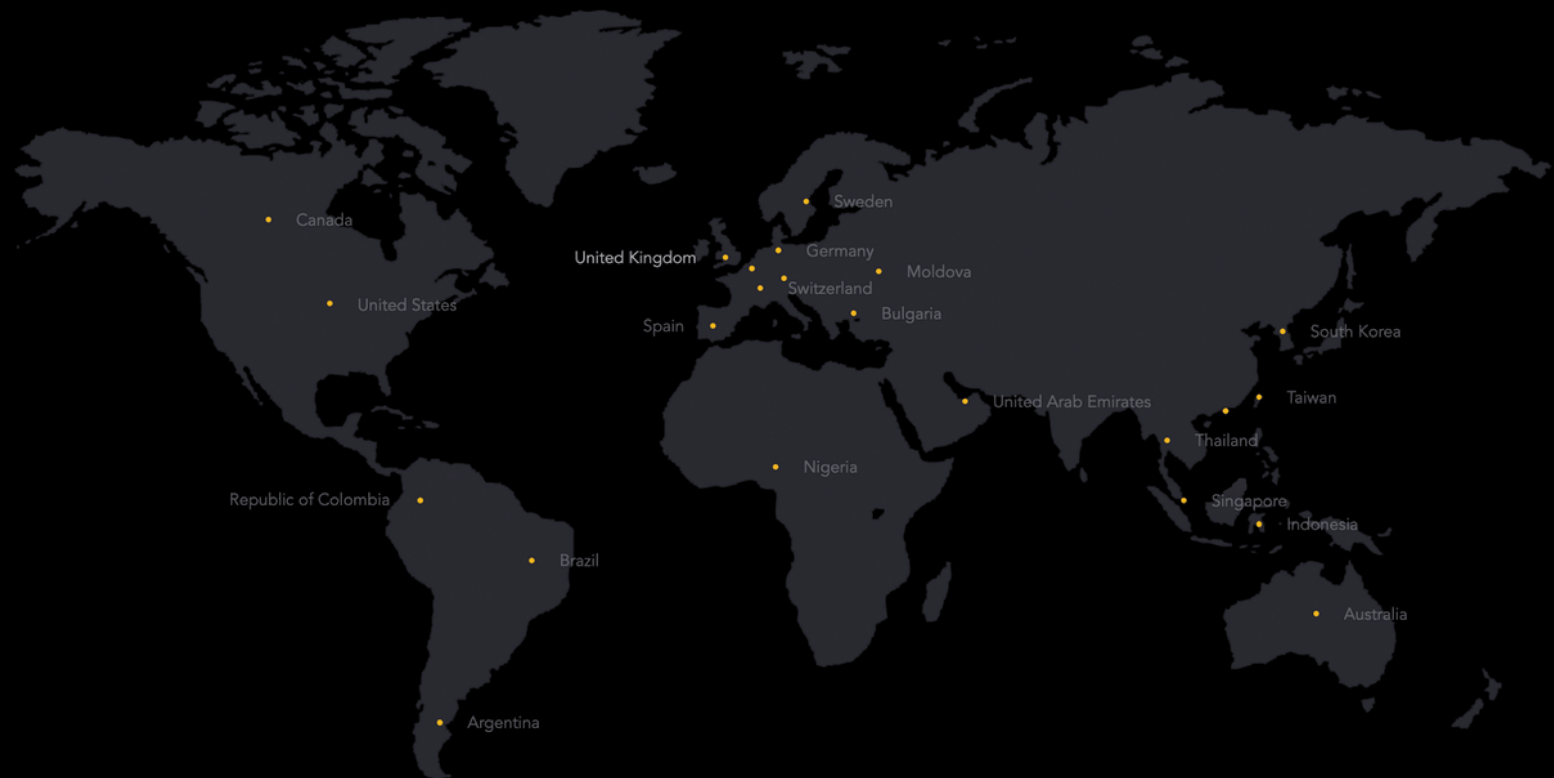 Sweden
Canada
Germany
United Kingdom
Moldova
Switzerland
United States
Bulgaria
Spain
South Korea
Taiwan
United Arab Emirates
Thailand
Nigeria
Republic of Colombia
Singapore
Indonesia
Brazil
Australia
Argentina